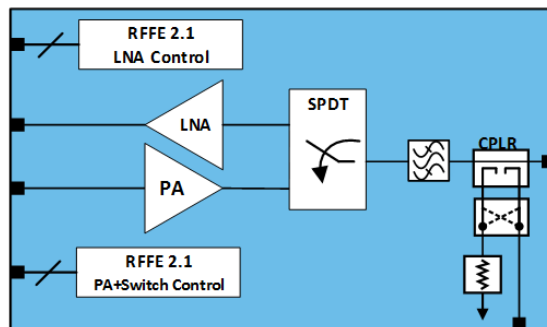 RFFE 2.1
LNA Control
LNA
SPDT
CPLR
PA
RFFE 2.1
PA+Switch Control